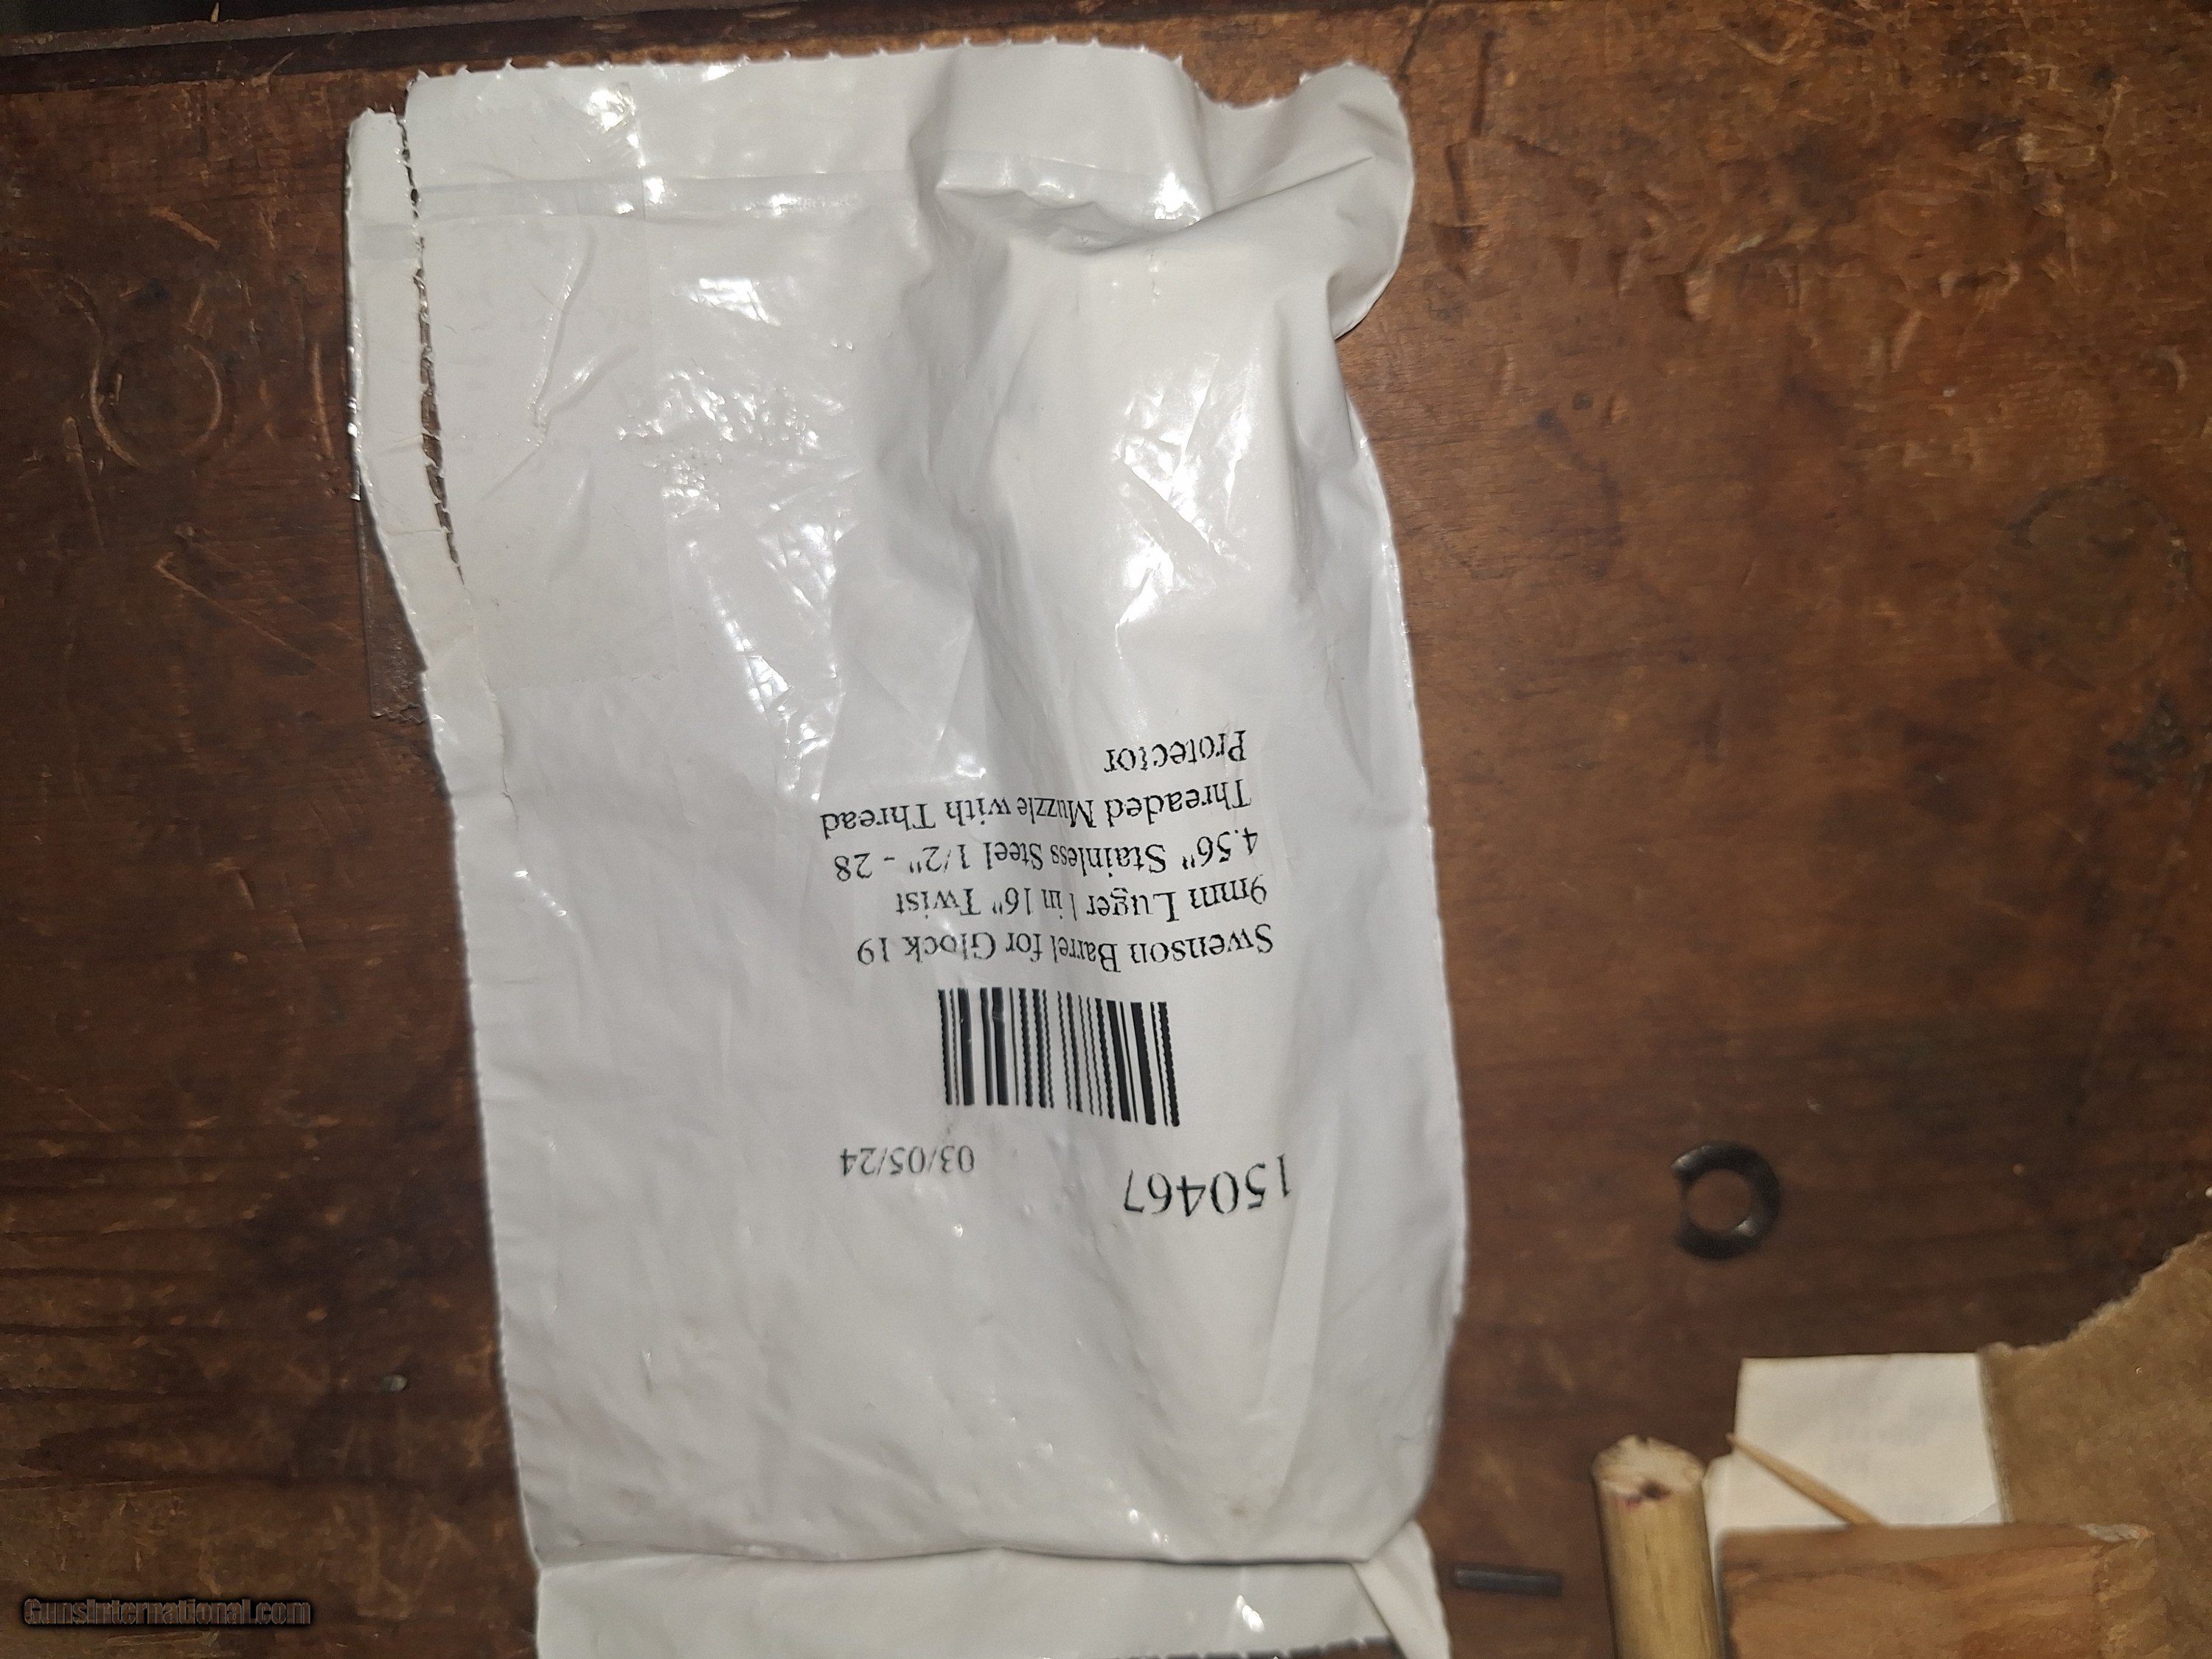 150467
03/05/24
Swenson Barrel for Glock 19
9mm Luger 1 in 16" Twist
4.56" Stainless Steel 1/2" - 28
Threaded Muzzle with Thread
Protector
GunsInternational.com